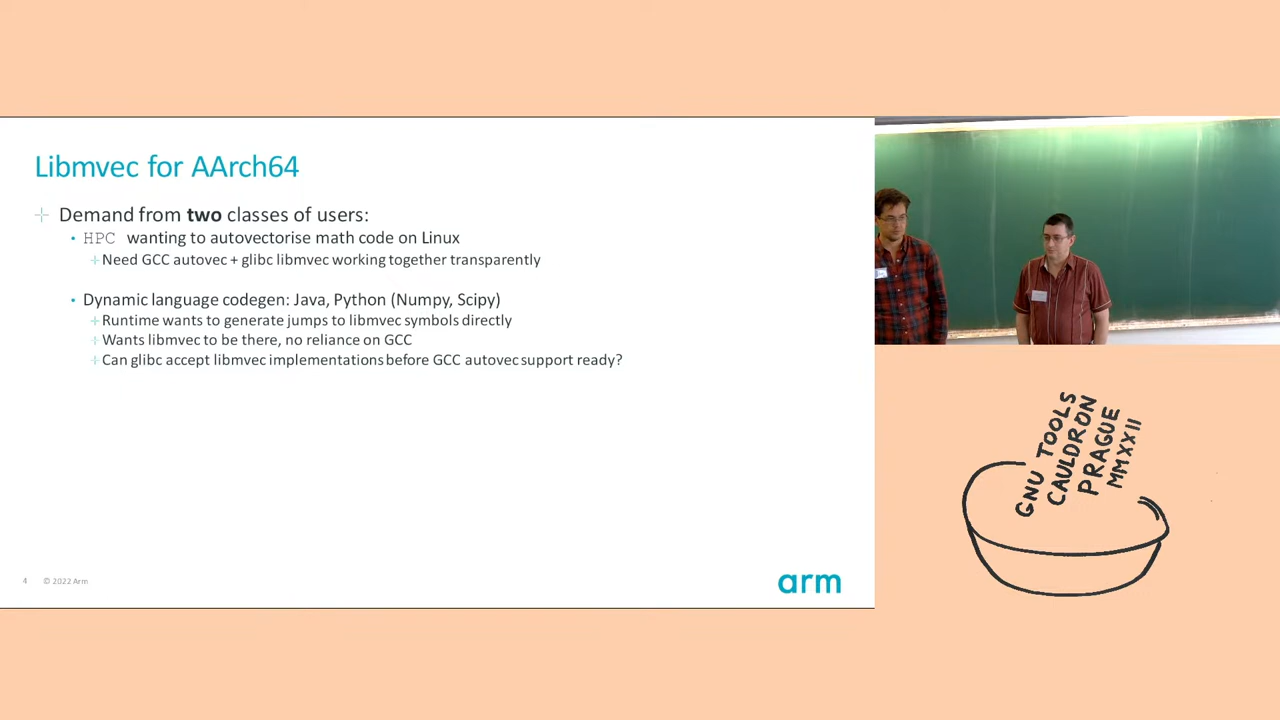 Libmvec for AArch64
Demand from two classes of users:
HPC wanting to autovectorise math code on Linux
Need GCC autovec + glibc libmvec working together transparently
Dynamic language codegen: Java, Python (Numpy, Scipy)
Runtime wants to generate jumps to libmvec symbols directly
Wants libmvec to be there, no reliance on GCC
Can glibc accept libmvec implementations before GCC autovec support ready?
4 © 2022 Arm
arm
GNU TOOLS
CAULDRON
PRAGUE
MMXXII